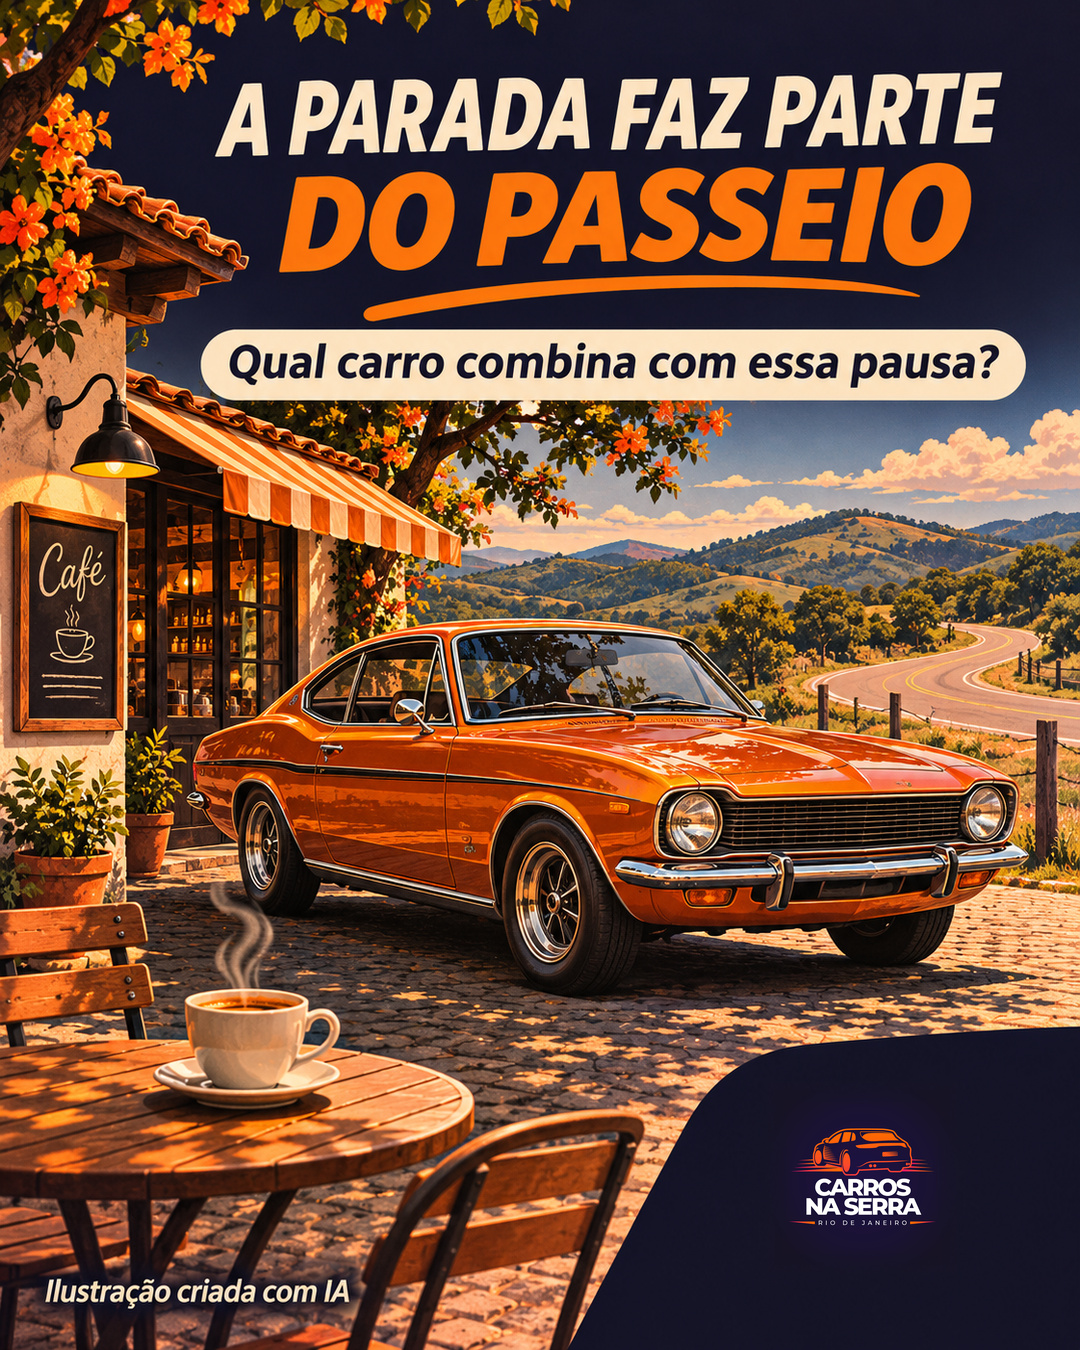 A PARADA FAZ PARTE
DO PASSEIO
Qual carro combina com essa pausa?
Café
CARROS
NA SERRA
RIO DE JANEIRO
Ilustração criada com IA